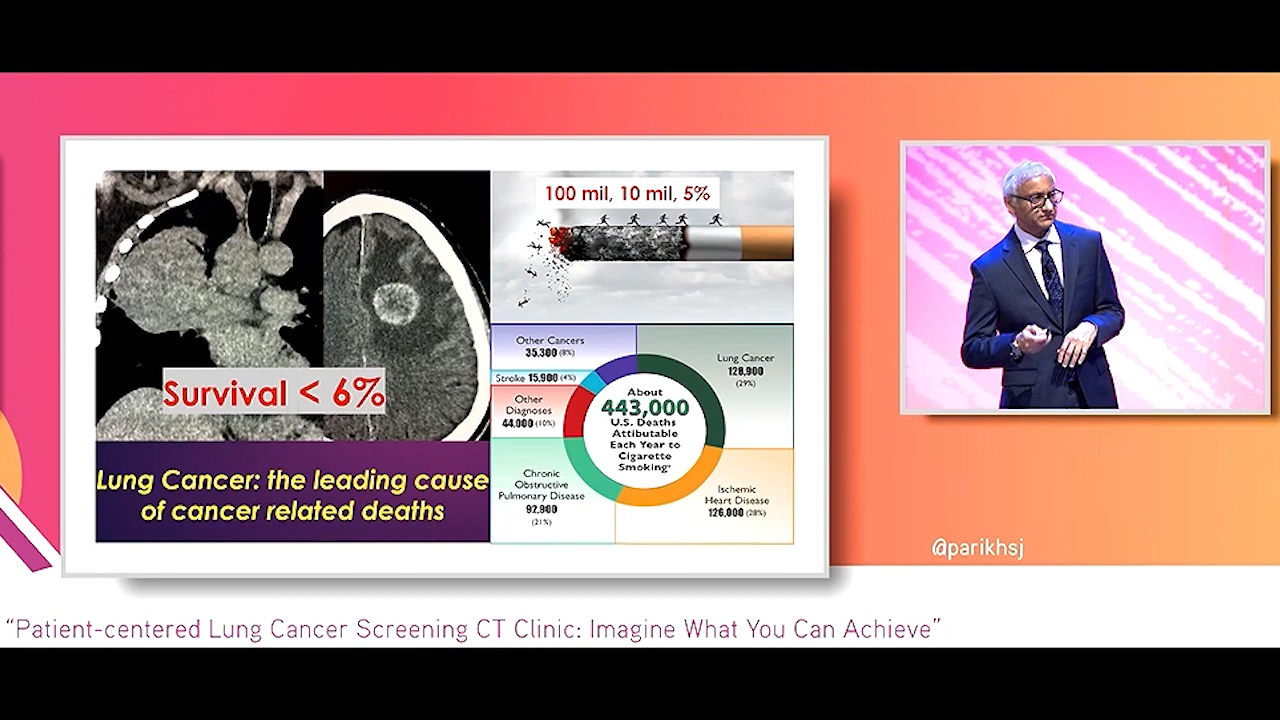 Survival < 6%
Lung Cancer: the leading cause
of cancer related deaths
100 mil, 10 mil, 5%
Other Cancers
35,300 (8%)
Stroke 15,900 (4%)
Other
Diagnoses
44,000 (10%)
Chronic
Obstructive
Pulmonary Disease
92,900
(21%)
Lung Cancer
128,900
(29%)
Ischemic
Heart Disease
126,000 (28%)
About
443,000
U.S. Deaths
Attributable
Each Year to
Cigarette
Smoking*
@parikhsj
“Patient-centered Lung Cancer Screening CT Clinic: Imagine What You Can Achieve”